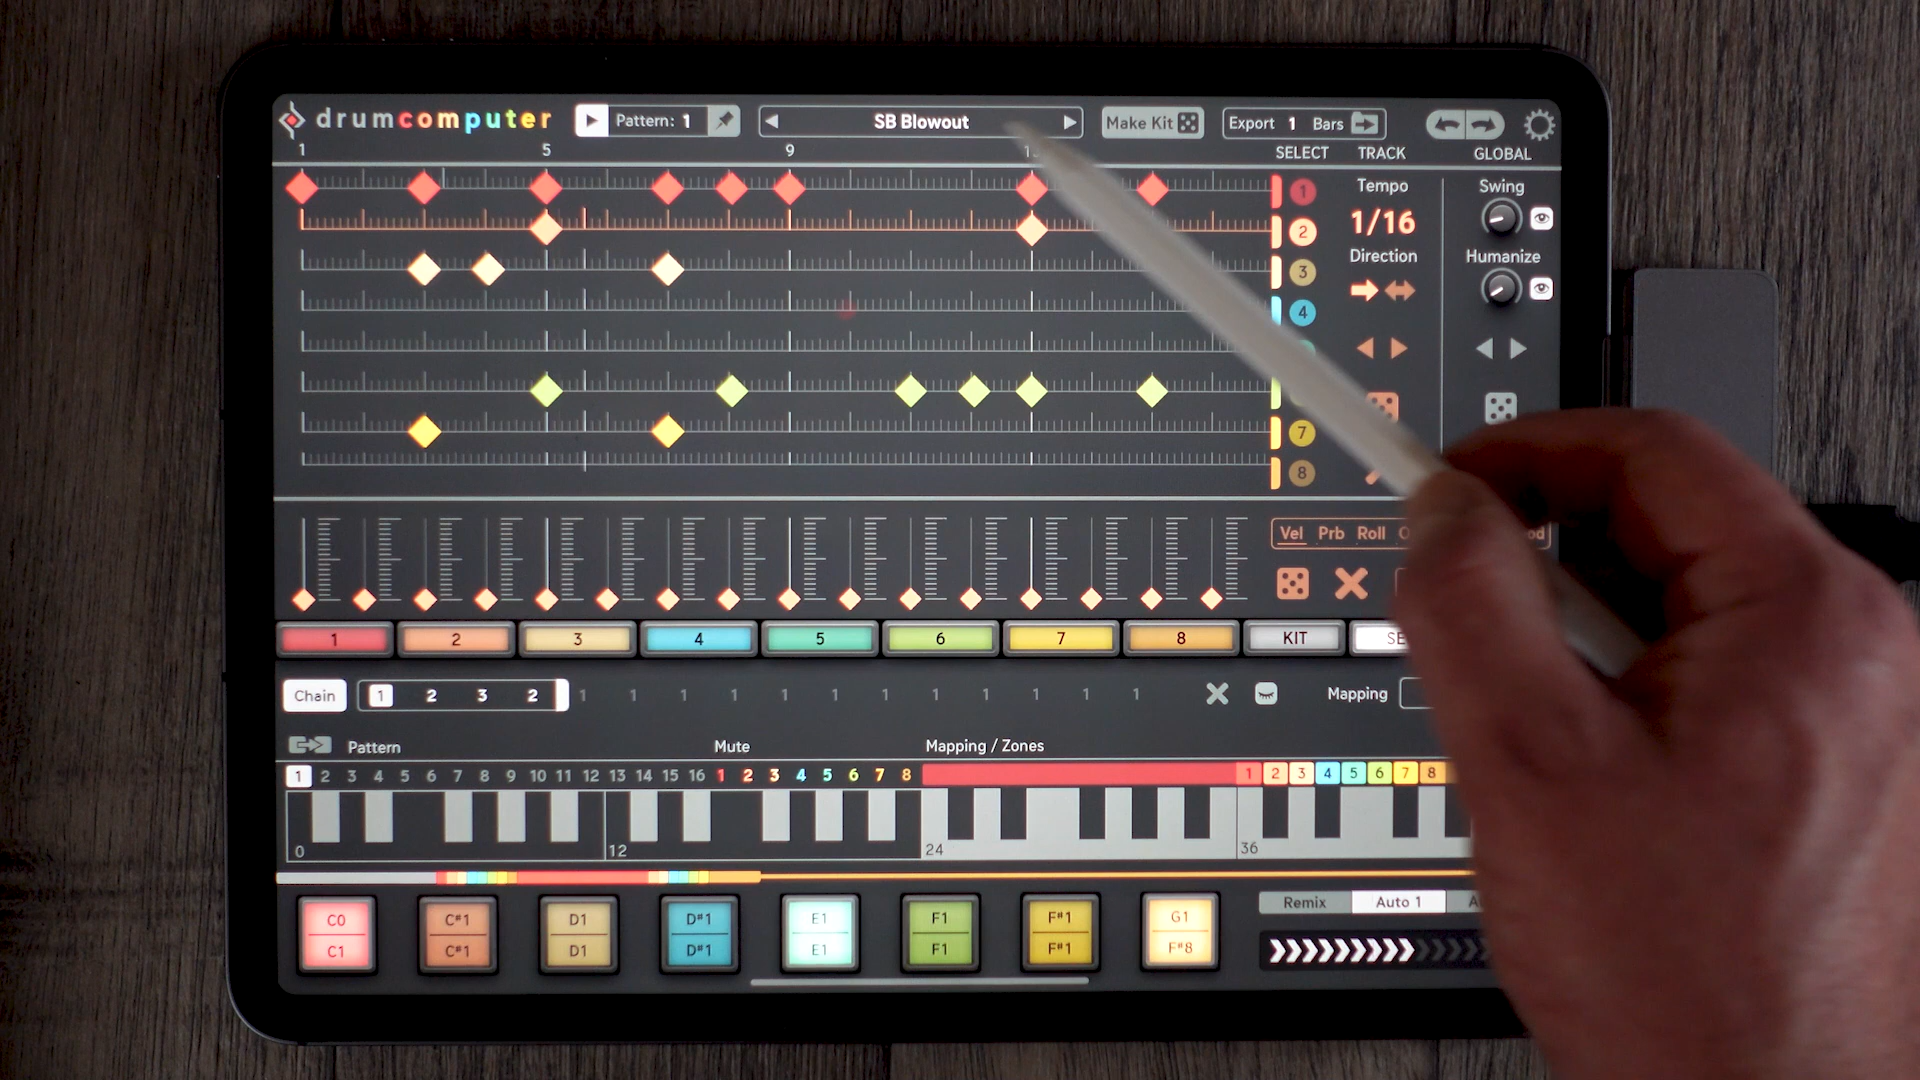 drumcomputer Pattern: 1 SB Blowout Make Kit Export 1 Bars
1 5 9 SELECT TRACK GLOBAL
1 Tempo Swing
2 1/16
3 Direction Humanize
4
7
8
Vel Prb Roll
1 2 3 4 5 6 7 8 KIT
Chain 1 2 3 2 1 1 1 1 1 1 1 1 1 1 1 1 Mapping
Pattern Mute Mapping / Zones
1 2 3 4 5 6 7 8 9 10 11 12 13 14 15 16 1 2 3 4 5 6 7 8 1 2 3 4 5 6 7 8
0 12 24 36
C0 C#1 D1 D#1 E1 F1 F#1 G1 Remix Auto 1
C1 C#1 D1 D#1 E1 F1 F#1 F#8